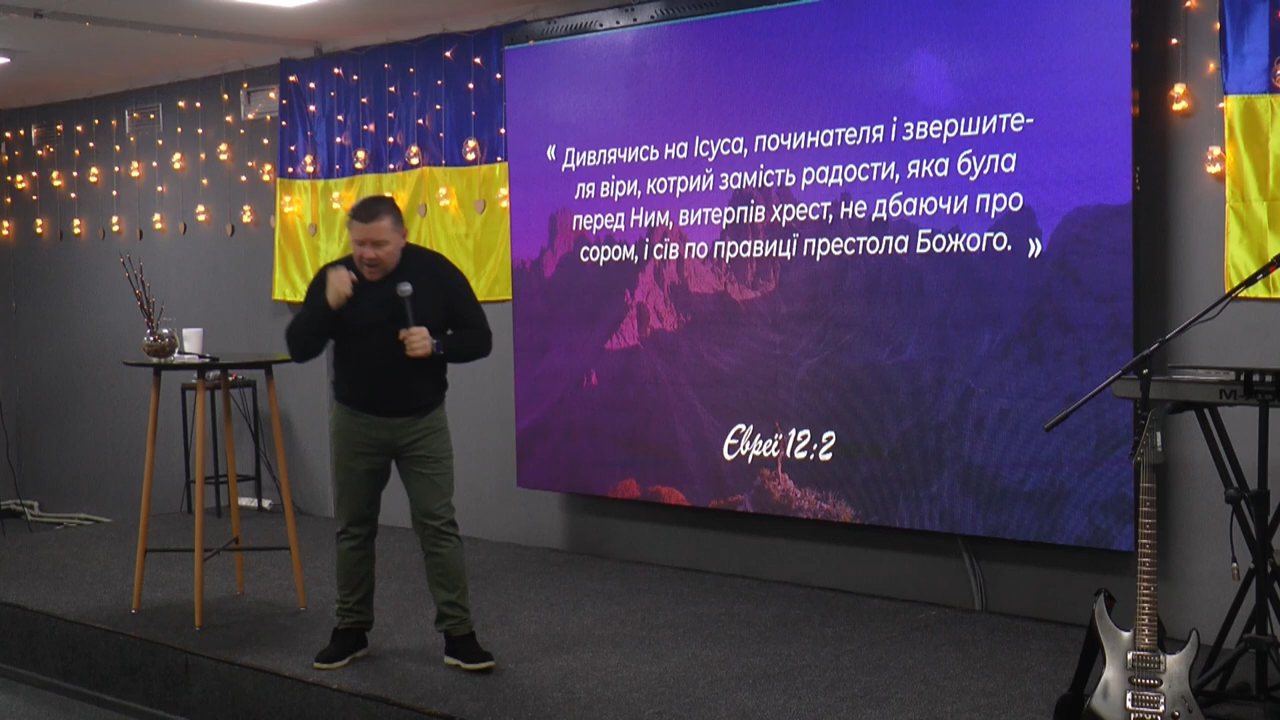 « Дивлячись на Ісуса, починателя і звершите-
ля віри, котрий замість радости, яка була
перед Ним, витерпів хрест, не дбаючи про
сором, і сїв по правиці престола Божого. »
Євреї 12:2